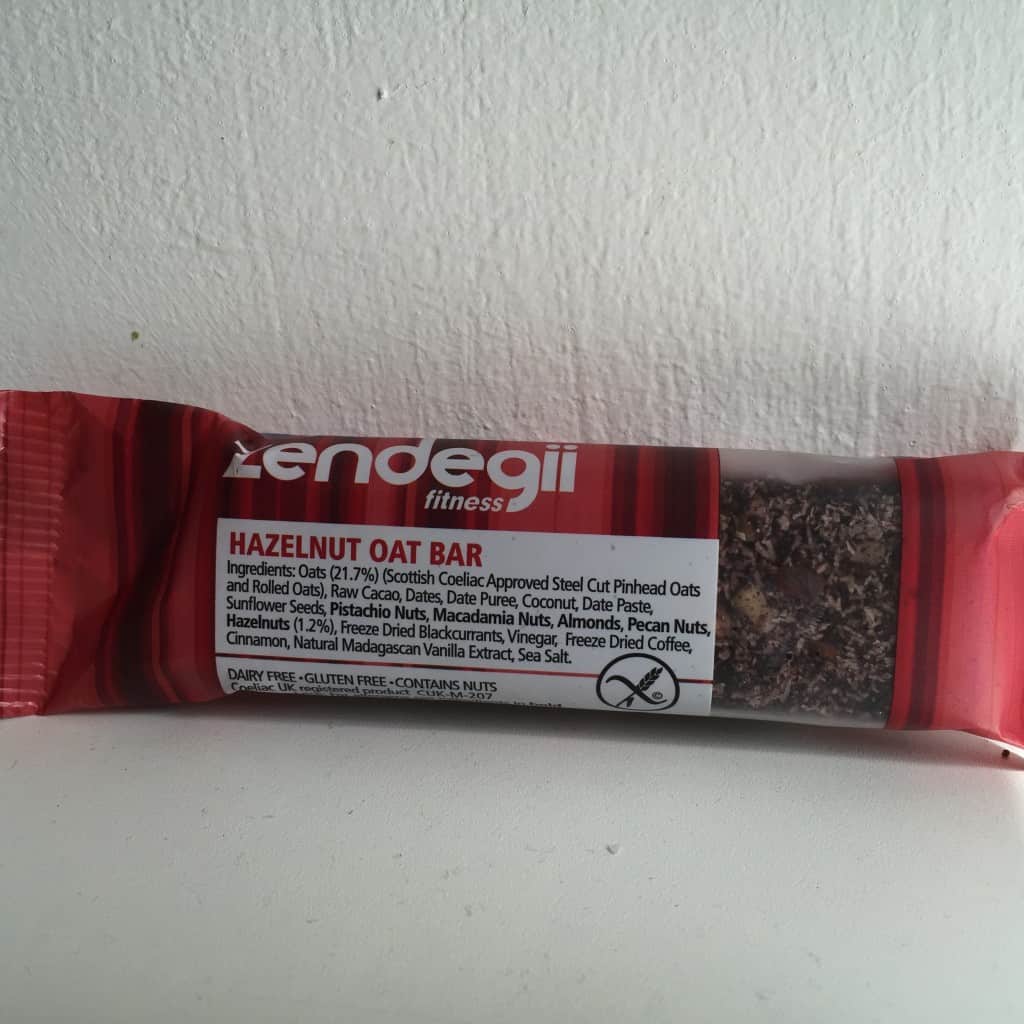 Zendegii
fitness
HAZELNUT OAT BAR
Ingredients: Oats (21.7%) (Scottish Coeliac Approved Steel Cut Pinhead Oats
and Rolled Oats), Raw Cacao, Dates, Date Puree, Coconut, Date Paste,
Sunflower Seeds, Pistachio Nuts, Macadamia Nuts, Almonds, Pecan Nuts,
Hazelnuts (1.2%), Freeze Dried Blackcurrants, Vinegar, Freeze Dried Coffee,
Cinnamon, Natural Madagascan Vanilla Extract, Sea Salt.
DAIRY FREE • GLUTEN FREE • CONTAINS NUTS
Coeliac UK registered product CUK-M-207
in bold
©